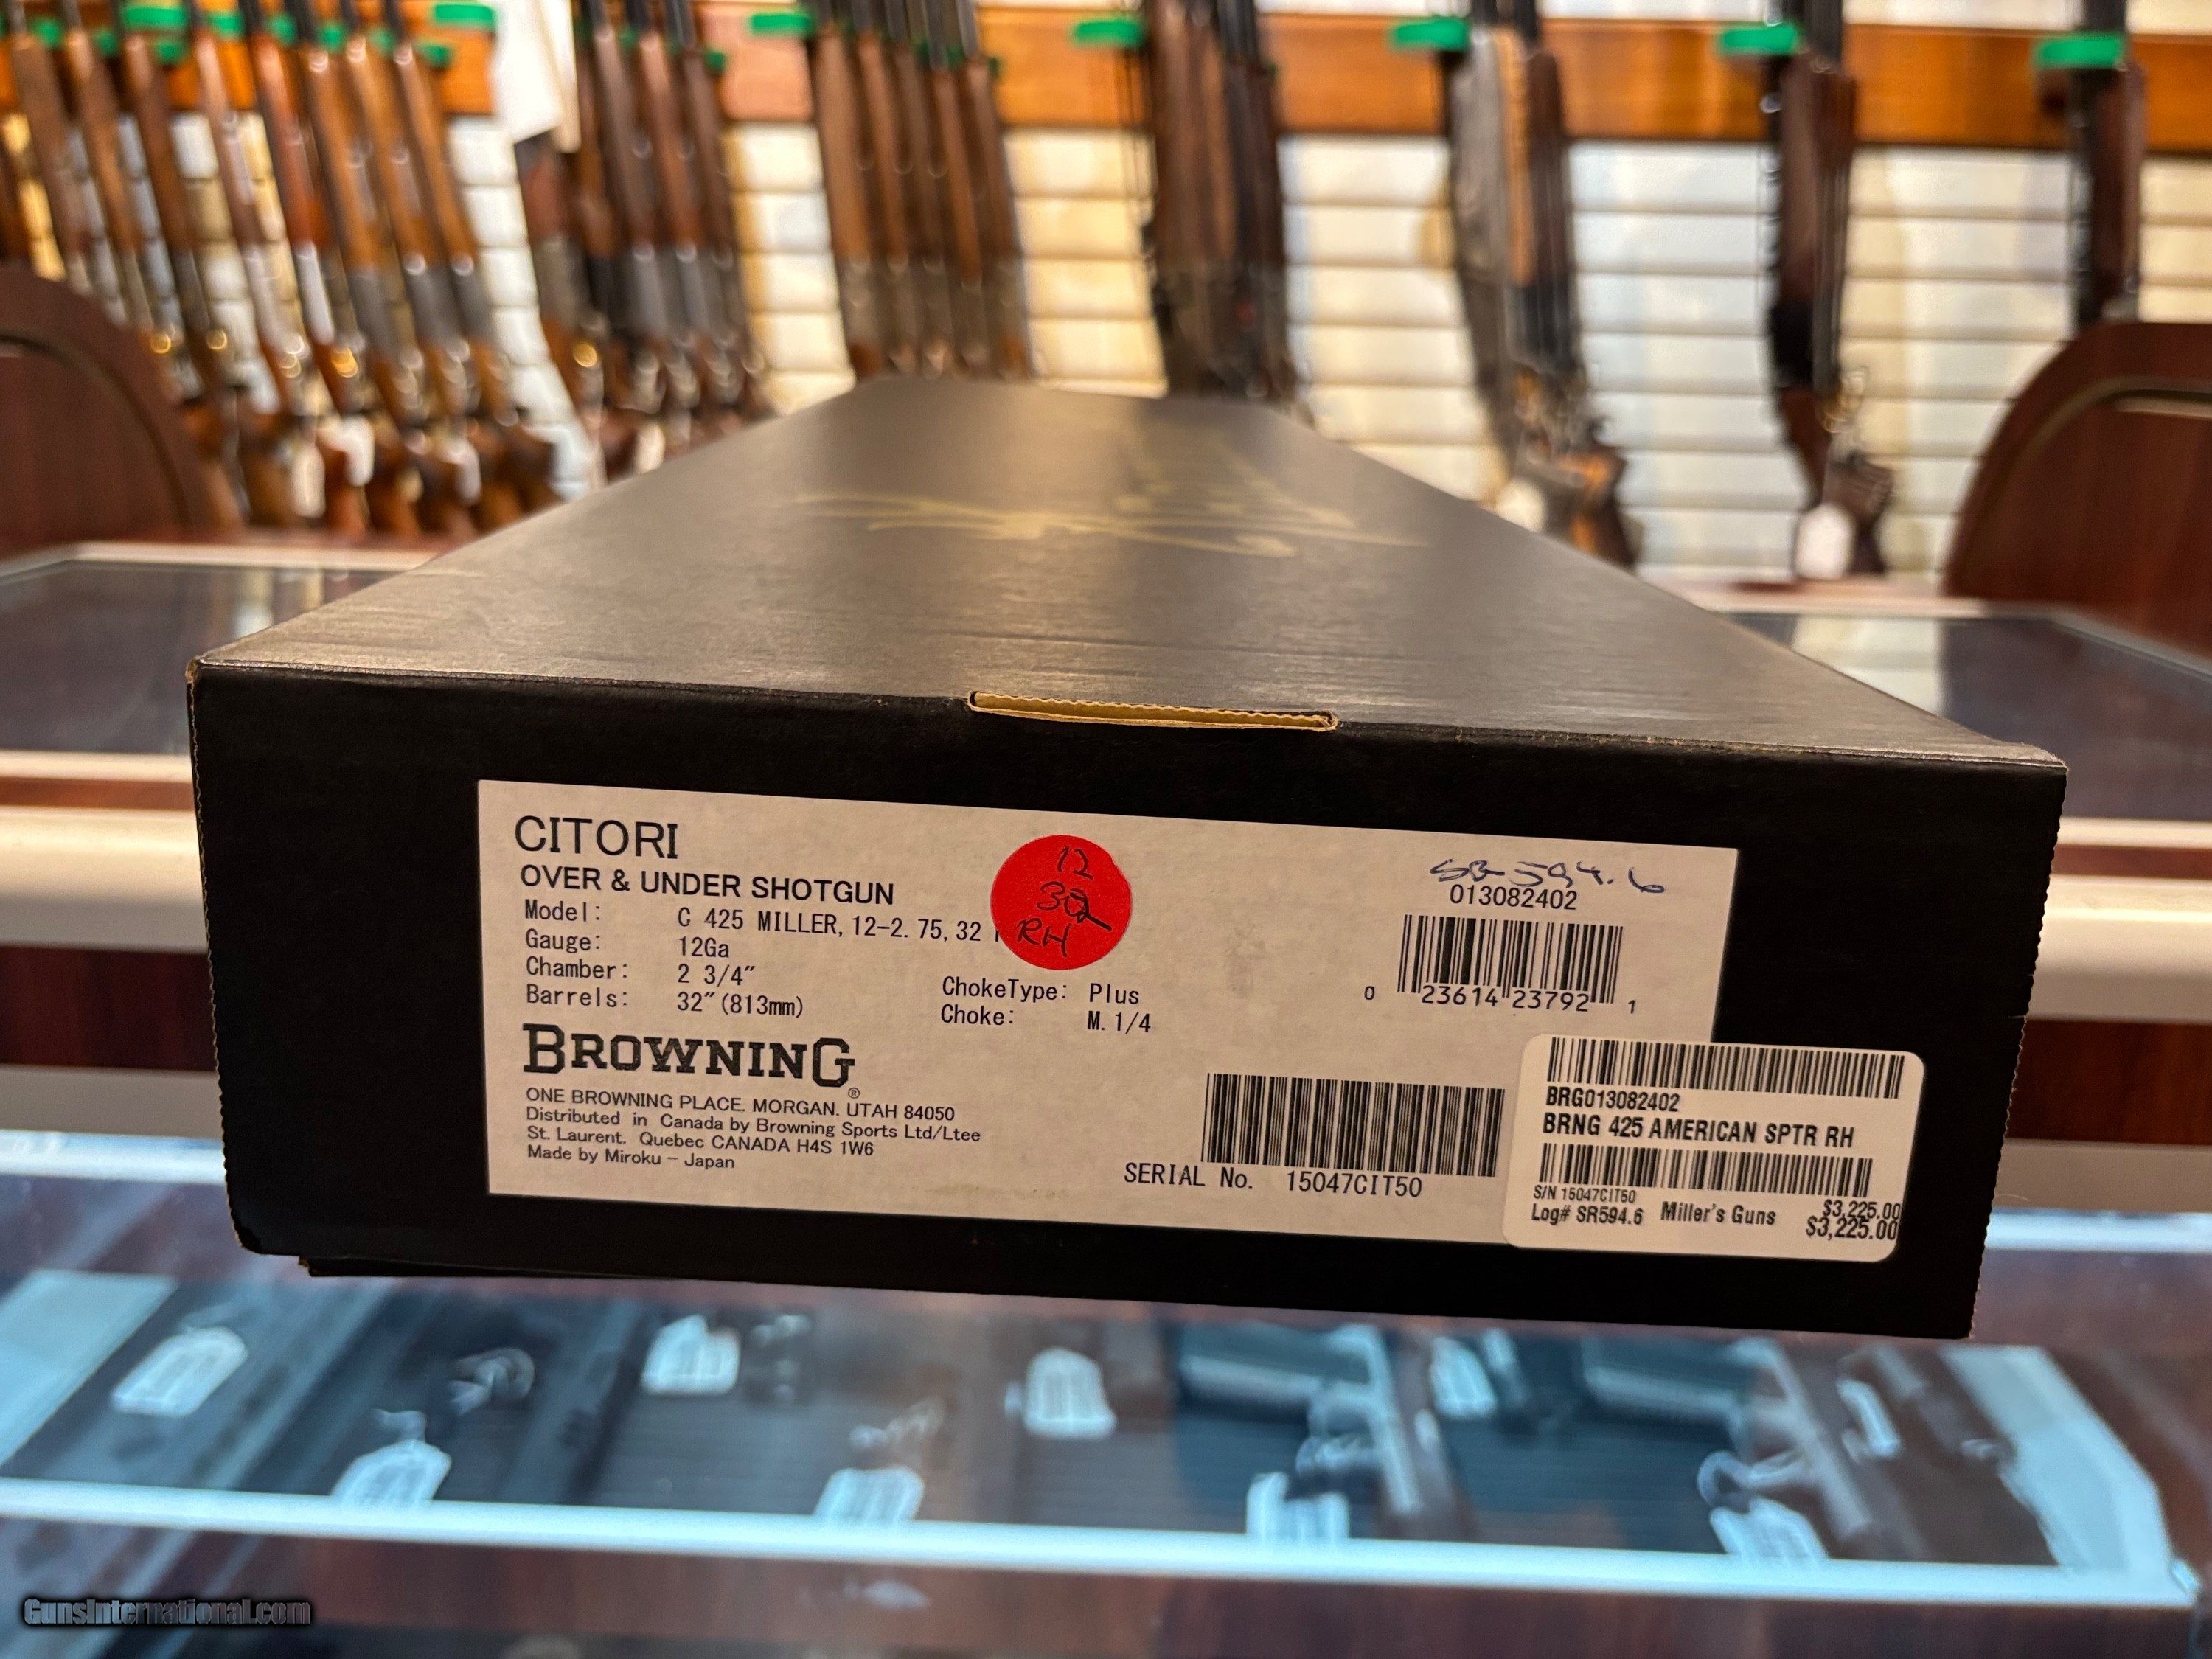 CITORI
OVER & UNDER SHOTGUN
Model: C 425 MILLER, 12-2.75, 32
Gauge: 12Ga
Chamber: 2 3/4"
Barrels: 32"(813mm)
ChokeType: Plus
Choke: M.1/4
12
32
RH
BROWNING®
ONE BROWNING PLACE. MORGAN. UTAH 84050
Distributed in Canada by Browning Sports Ltd/Ltee
St. Laurent. Quebec CANADA H4S 1W6
Made by Miroku - Japan
SR594.6
013082402
0 23614 23792 1
SERIAL No. 15047CIT50
BRG013082402
BRNG 425 AMERICAN SPTR RH
S/N 15047CIT50
$3,225.00
Log# SR594.6 Miller's Guns $3,225.00
GunsInternational.com